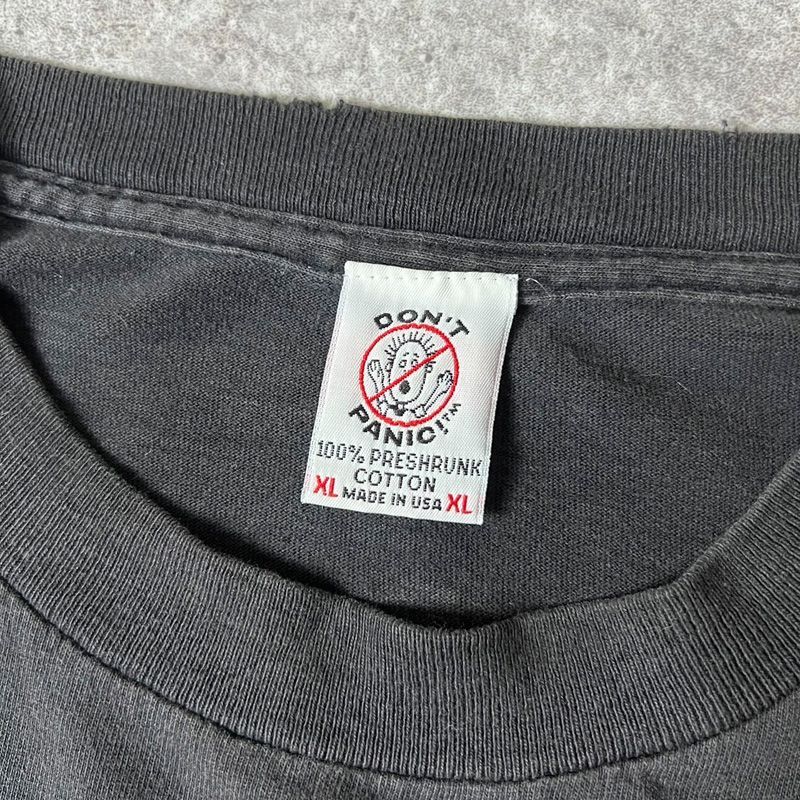 DON'T
PANIC!™
100% PRESHRUNK
COTTON
XL MADE IN USA XL